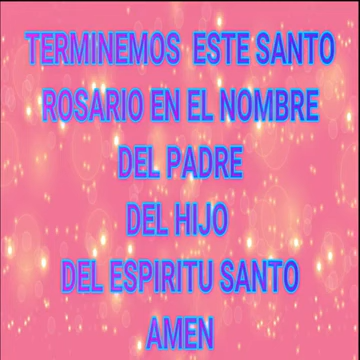 TERMINEMOS ESTE SANTO
ROSARIO EN EL NOMBRE
DEL PADRE
DEL HIJO
DEL ESPIRITU SANTO
AMEN